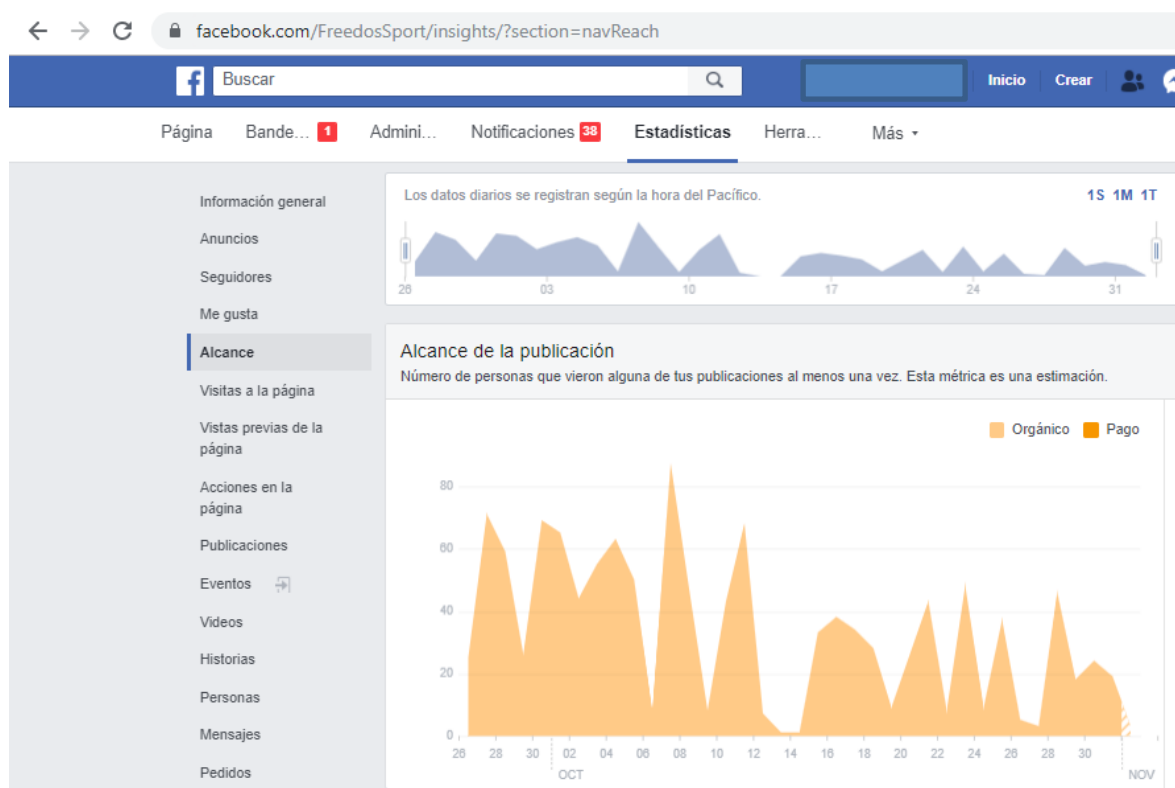 facebook.com/FreedosSport/insights/?section=navReach
f Buscar Inicio Crear
Página Bande... 1 Admini... Notificaciones 38 Estadísticas Herra... Más
Información general
Anuncios
Seguidores
Me gusta
Alcance
Visitas a la página
Vistas previas de la
página
Acciones en la
página
Publicaciones
Eventos
Videos
Historias
Personas
Mensajes
Pedidos
Los datos diarios se registran según la hora del Pacífico. 1S 1M 1T
26 03 10 17 24 31
Alcance de la publicación
Número de personas que vieron alguna de tus publicaciones al menos una vez. Esta métrica es una estimación.
Orgánico Pago
80
60
40
20
0
26 28 30 02 04 06 08 10 12 14 16 18 20 22 24 26 28 30
OCT NOV